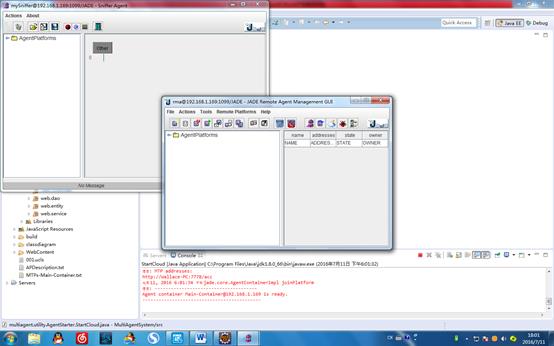 mySniffer@192.168.1.169:1099/JADE - Sniffer Agent
Actions About
AgentPlatforms
Other
No Message
Quick Access
Java EE
Debug
rma@192.168.1.169:1099/JADE - JADE Remote Agent Management GUI
File Actions Tools Remote Platforms Help
AgentPlatforms
name addresses state owner
NAME ADDRES... STATE OWNER
web.dao
web.entity
web.service
Libraries
JavaScript Resources
build
classdiagram
WebContent
001.ucls
APDescription.txt
MTPs-Main-Container.txt
Servers
Servers Console
StartCloud [Java Application] C:\Program Files\Java\jdk1.8.0_66\bin\javaw.exe (2016年7月11日 下午6:01:32)
MTP addresses:
http://wallace-PC:7778/acc
11, 2016 6:01:34 jade.core.AgentContainerImpl joinPlatform
Agent container Main-Container@192.168.1.169 is ready.
multiagent.utility.AgentStarter.StartCloud.java - MultiAgentSystem/src
18:01
2016/7/11